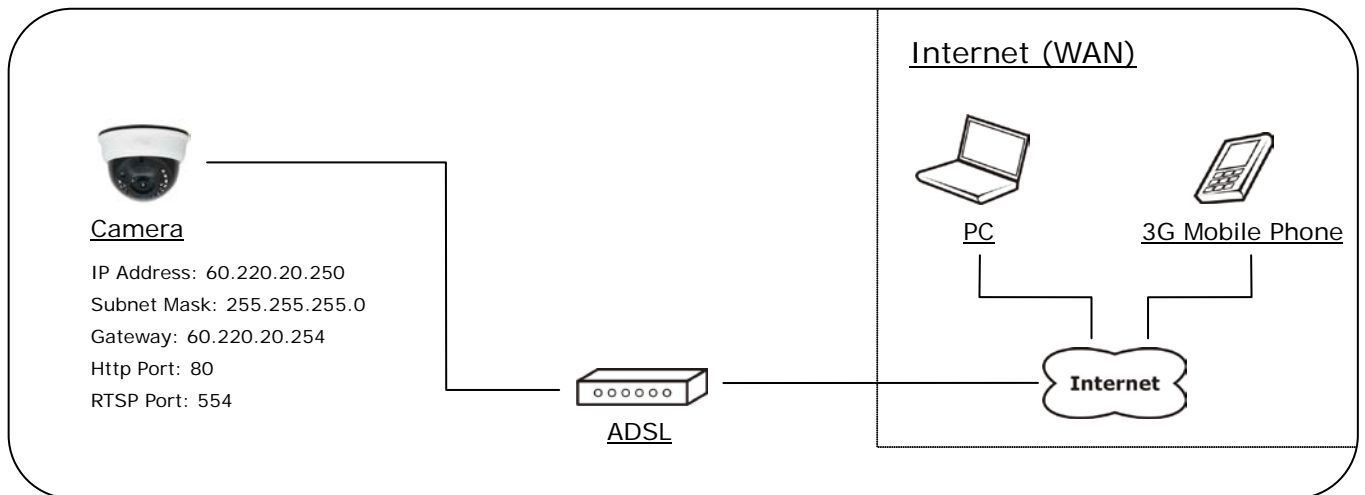 Internet (WAN)
Camera
IP Address: 60.220.20.250
Subnet Mask: 255.255.255.0
Gateway: 60.220.20.254
Http Port: 80
RTSP Port: 554
PC
3G Mobile Phone
Internet
ADSL